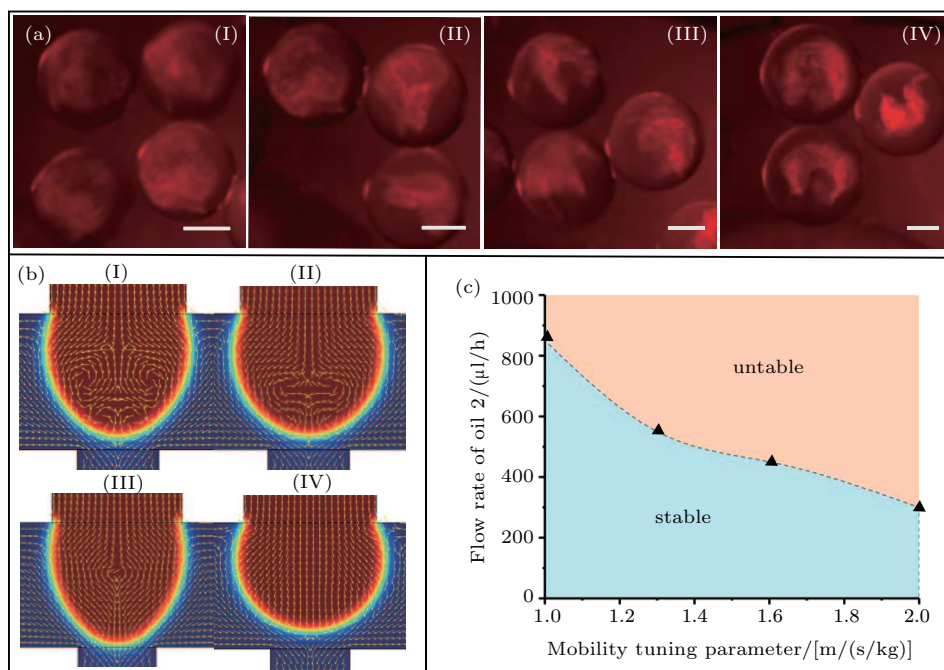 (a)
(I)
(II)
(III)
(IV)
(b)
(I)
(II)
(III)
(IV)
(c)
1000
800
600
400
200
0
Flow rate of oil 2/(μl/h)
untable
stable
1.0
1.2
1.4
1.6
1.8
2.0
Mobility tuning parameter/[m/(s/kg)]